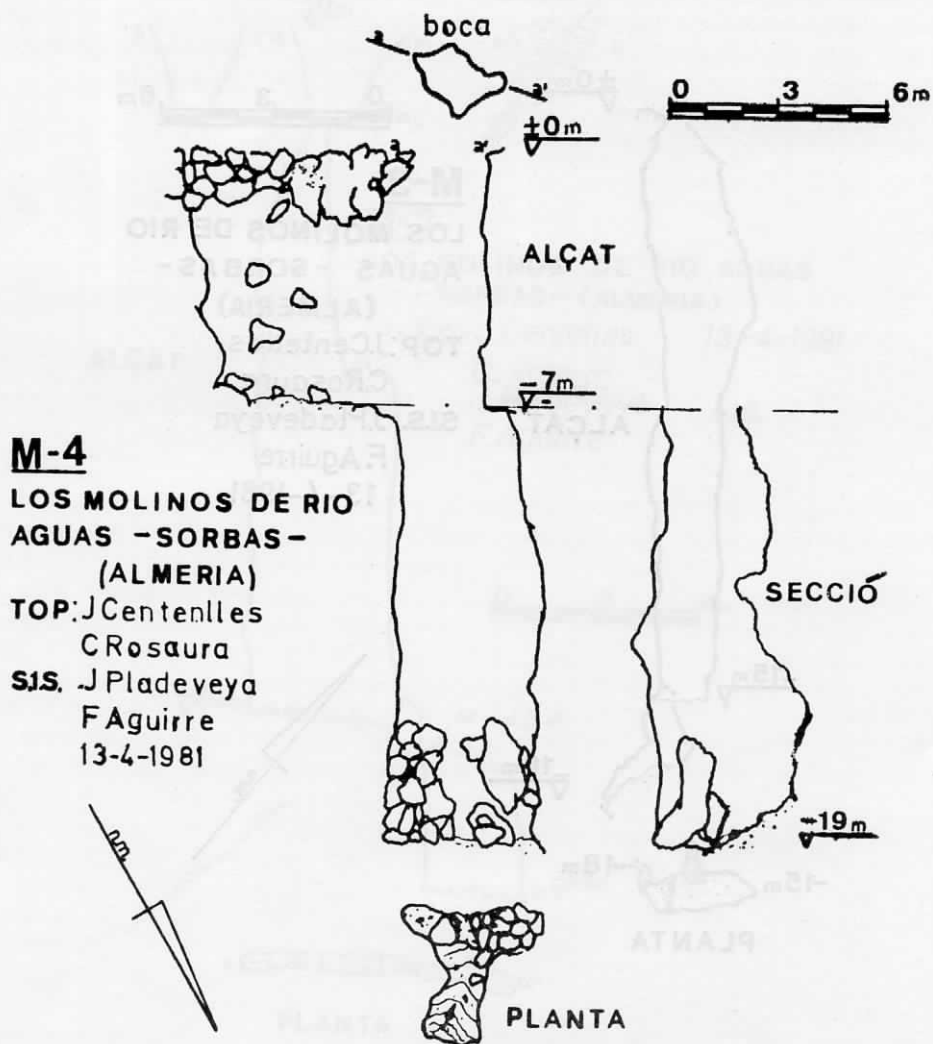 boca
a
a'
0 3 6m
±0m
a
a'
ALÇAT
-7m
M-4
LOS MOLINOS DE RIO
AGUAS -SORBAS-
(ALMERIA)
TOP: J Centenlles
C Rosaura
S.I.S. J Pladeveya
F Aguirre
13-4-1981
SECCIÓ
-19m
nm
PLANTA